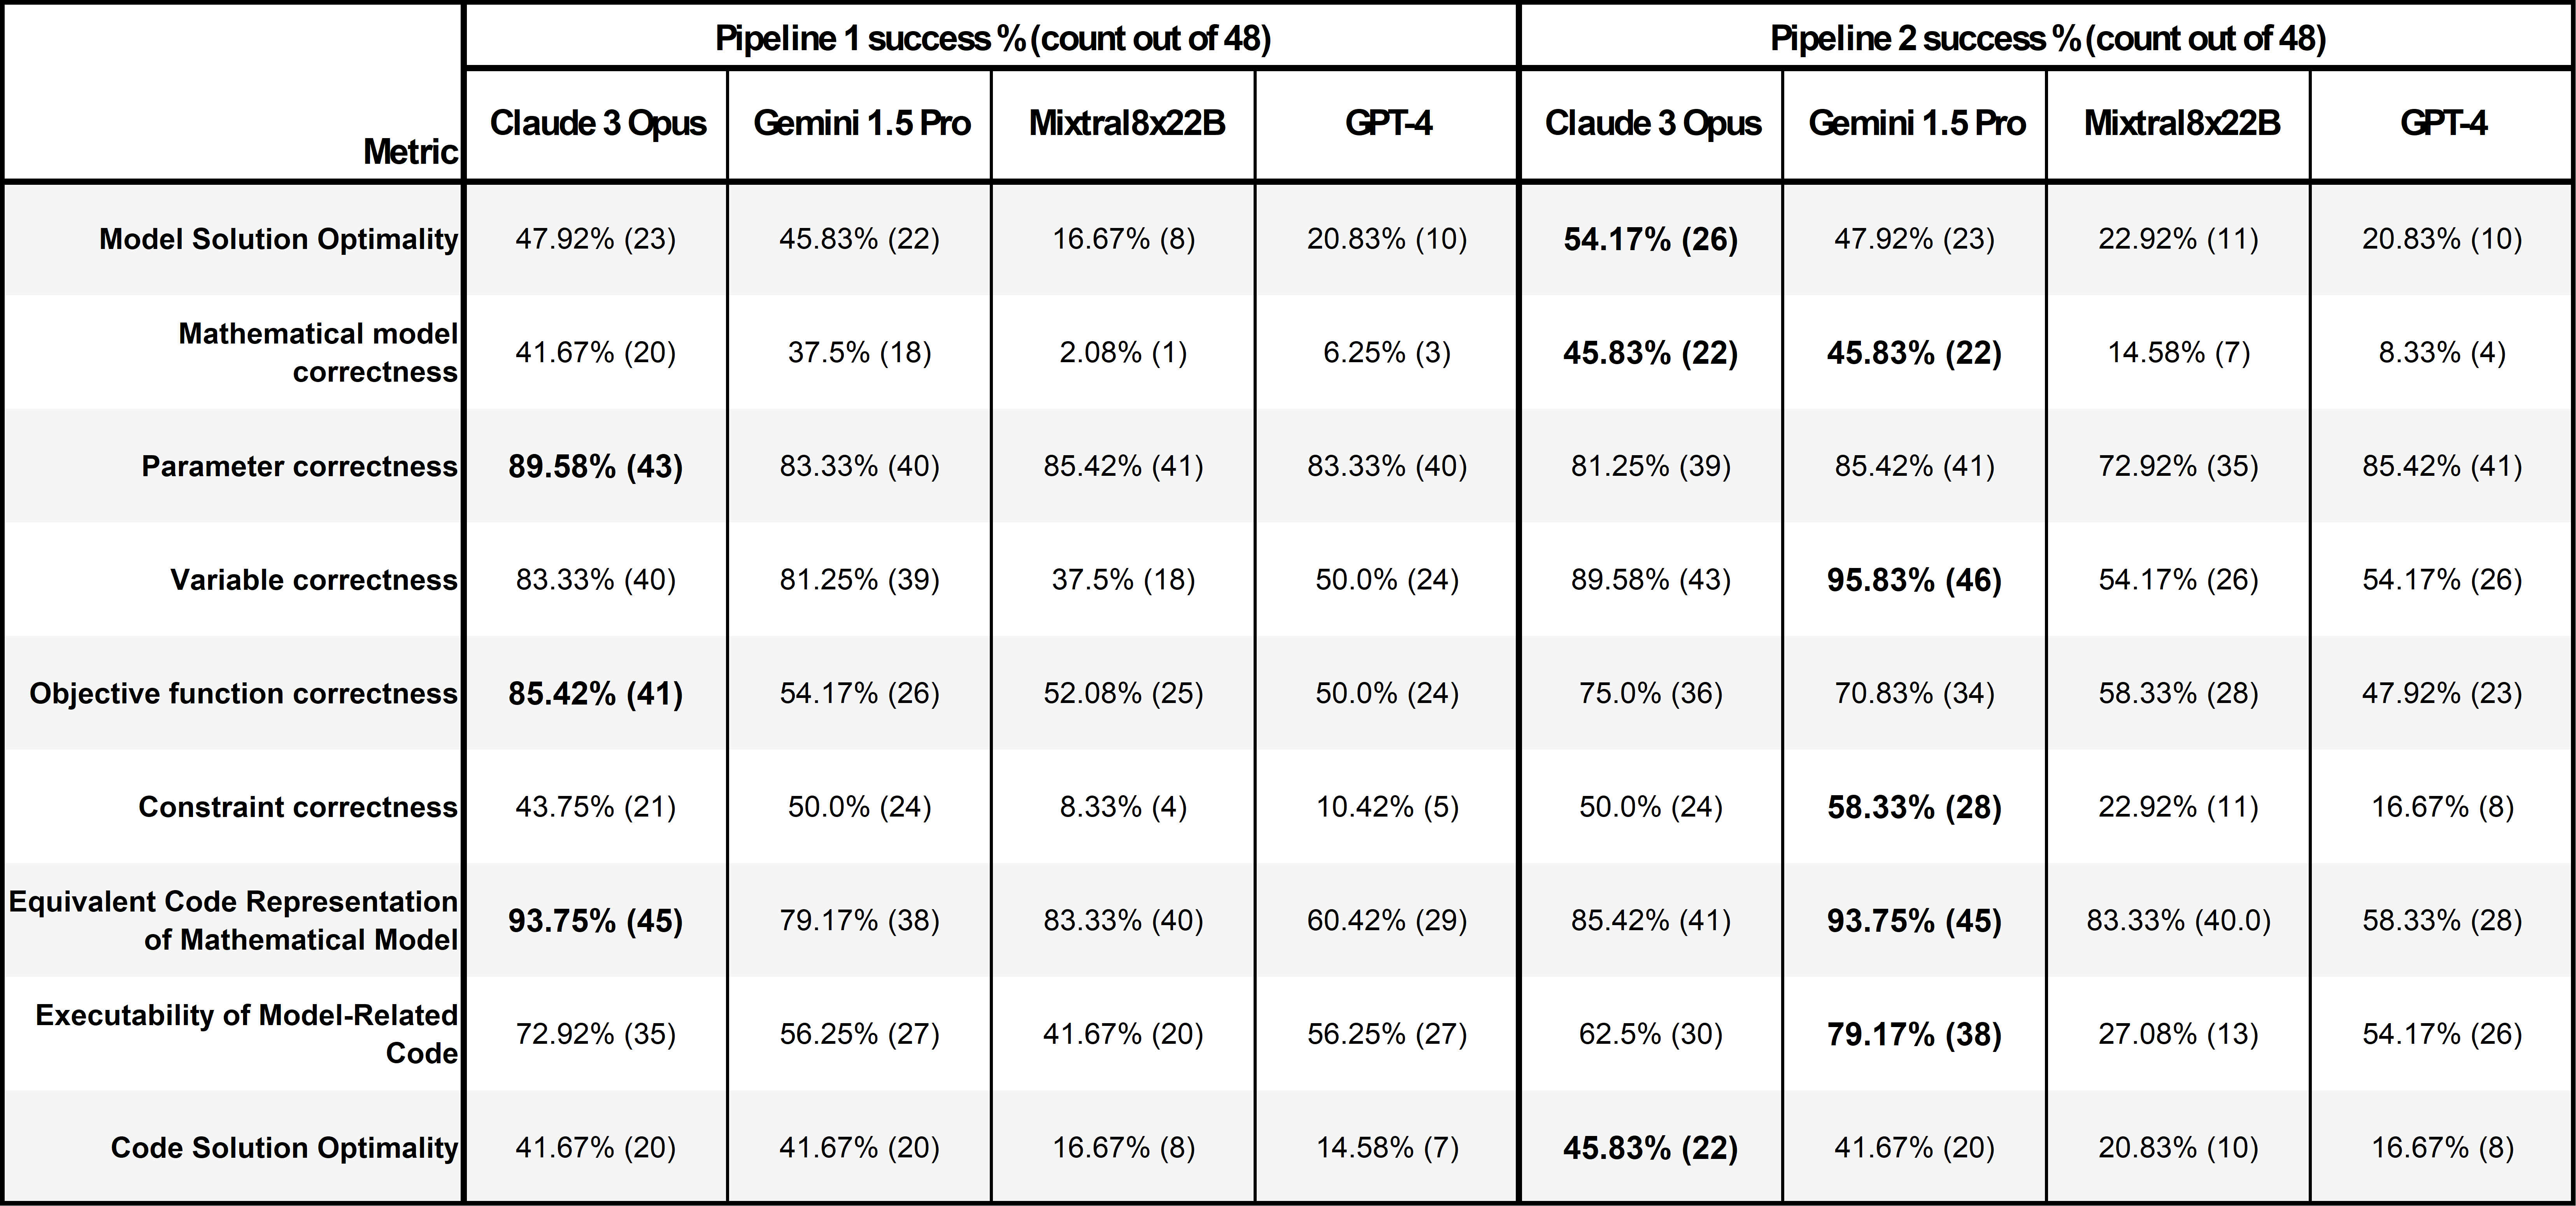 Pipeline 1 success % (count out of 48) Pipeline 2 success % (count out of 48)
Metric Claude 3 Opus Gemini 1.5 Pro Mixtral8x22B GPT-4 Claude 3 Opus Gemini 1.5 Pro Mixtral8x22B GPT-4
Model Solution Optimality 47.92% (23) 45.83% (22) 16.67% (8) 20.83% (10) 54.17% (26) 47.92% (23) 22.92% (11) 20.83% (10)
Mathematical model
correctness 41.67% (20) 37.5% (18) 2.08% (1) 6.25% (3) 45.83% (22) 45.83% (22) 14.58% (7) 8.33% (4)
Parameter correctness 89.58% (43) 83.33% (40) 85.42% (41) 83.33% (40) 81.25% (39) 85.42% (41) 72.92% (35) 85.42% (41)
Variable correctness 83.33% (40) 81.25% (39) 37.5% (18) 50.0% (24) 89.58% (43) 95.83% (46) 54.17% (26) 54.17% (26)
Objective function correctness 85.42% (41) 54.17% (26) 52.08% (25) 50.0% (24) 75.0% (36) 70.83% (34) 58.33% (28) 47.92% (23)
Constraint correctness 43.75% (21) 50.0% (24) 8.33% (4) 10.42% (5) 50.0% (24) 58.33% (28) 22.92% (11) 16.67% (8)
Equivalent Code Representation
of Mathematical Model 93.75% (45) 79.17% (38) 83.33% (40) 60.42% (29) 85.42% (41) 93.75% (45) 83.33% (40.0) 58.33% (28)
Executability of Model-Related
Code 72.92% (35) 56.25% (27) 41.67% (20) 56.25% (27) 62.5% (30) 79.17% (38) 27.08% (13) 54.17% (26)
Code Solution Optimality 41.67% (20) 41.67% (20) 16.67% (8) 14.58% (7) 45.83% (22) 41.67% (20) 20.83% (10) 16.67% (8)